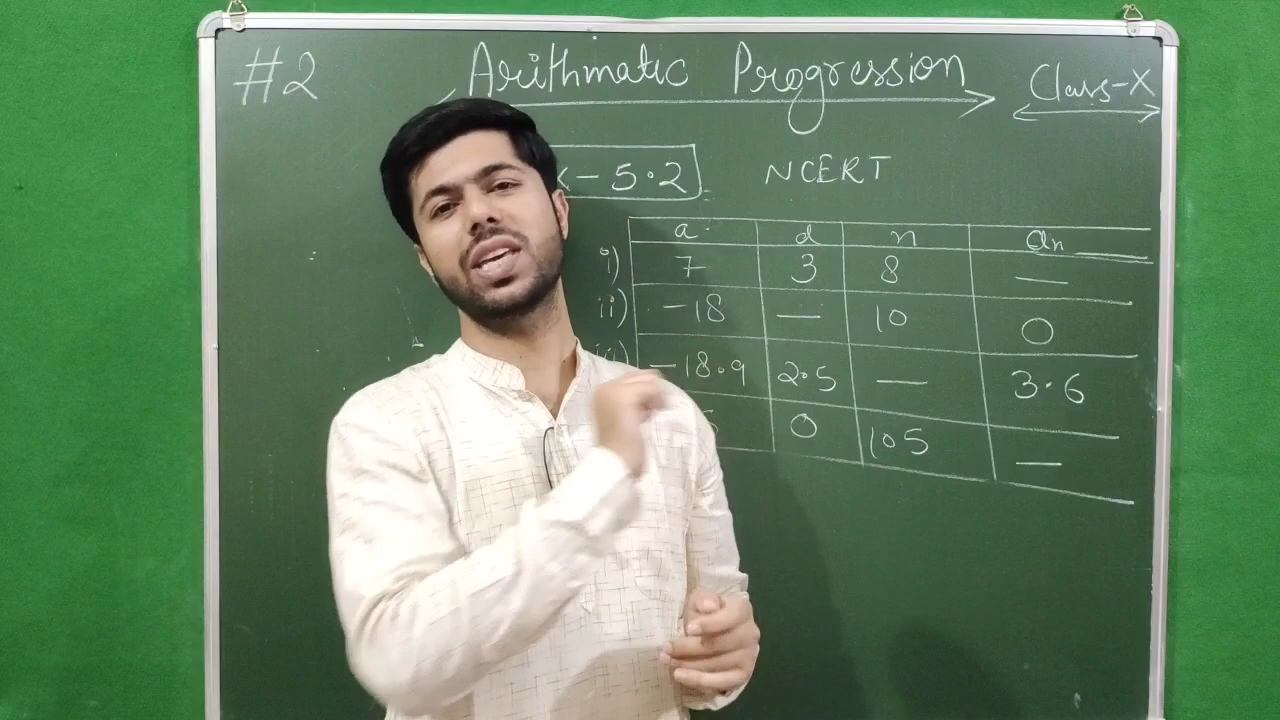 #2 Arithmatic Progression Class-X
- 5.2 NCERT
a d n an
i) 7 3 8 —
ii) -18 — 10 0
-18.9 2.5 — 3.6
0 105 —